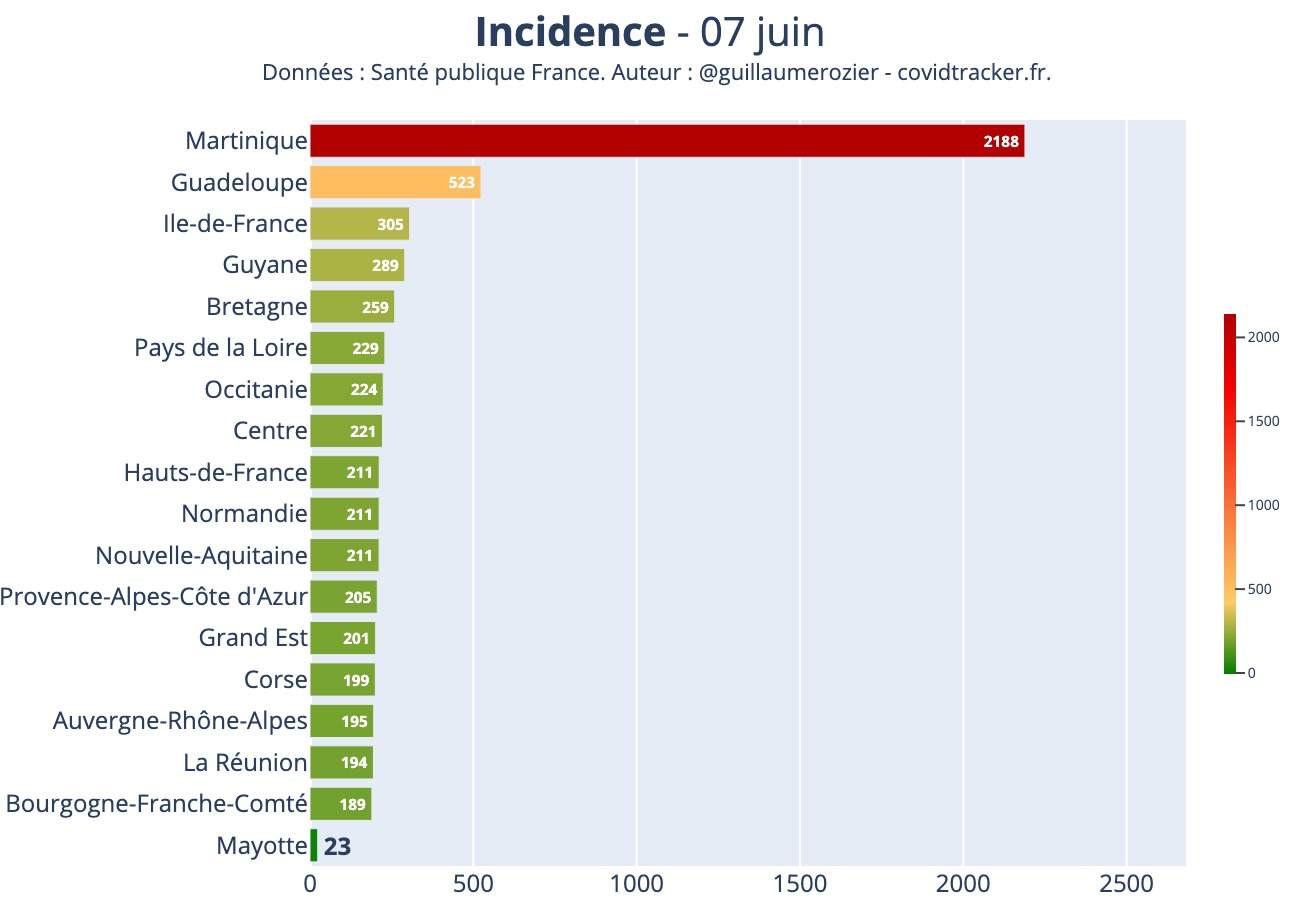 Incidence - 07 juin
Données : Santé publique France. Auteur : @guillaumerozier - covidtracker.fr.
Martinique 2188
Guadeloupe 523
Ile-de-France 305
Guyane 289
Bretagne 259
Pays de la Loire 229
Occitanie 224
Centre 221
Hauts-de-France 211
Normandie 211
Nouvelle-Aquitaine 211
Provence-Alpes-Côte d'Azur 205
Grand Est 201
Corse 199
Auvergne-Rhône-Alpes 195
La Réunion 194
Bourgogne-Franche-Comté 189
Mayotte 23
0 500 1000 1500 2000 2500
2000
1500
1000
500
0